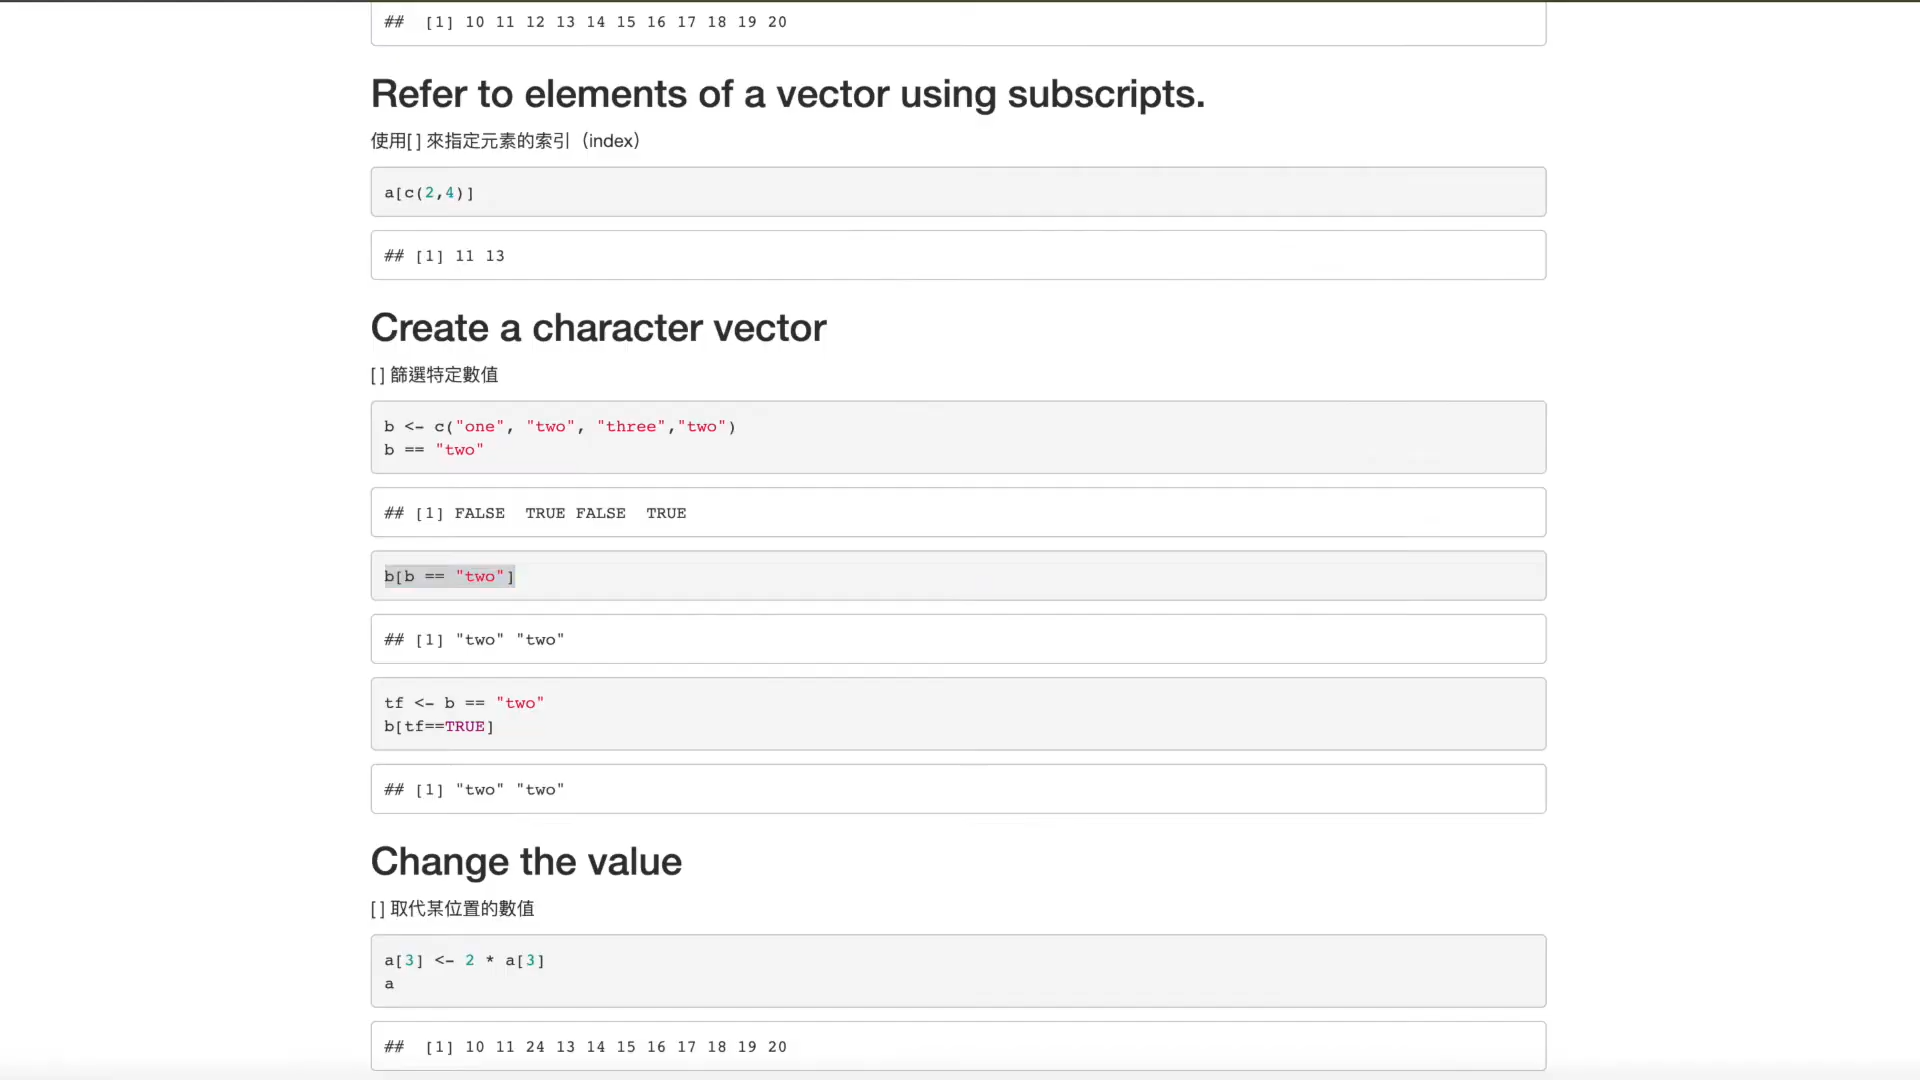 ##  [1] 10 11 12 13 14 15 16 17 18 19 20
Refer to elements of a vector using subscripts.
使用[ ] 來指定元素的索引（index）
a[c(2,4)]
## [1] 11 13
Create a character vector
[ ] 篩選特定數值
b <- c("one", "two", "three","two")
b == "two"
## [1] FALSE  TRUE FALSE  TRUE
b[b == "two"]
## [1] "two" "two"
tf <- b == "two"
b[tf==TRUE]
## [1] "two" "two"
Change the value
[ ] 取代某位置的數值
a[3] <- 2 * a[3]
a
##  [1] 10 11 24 13 14 15 16 17 18 19 20